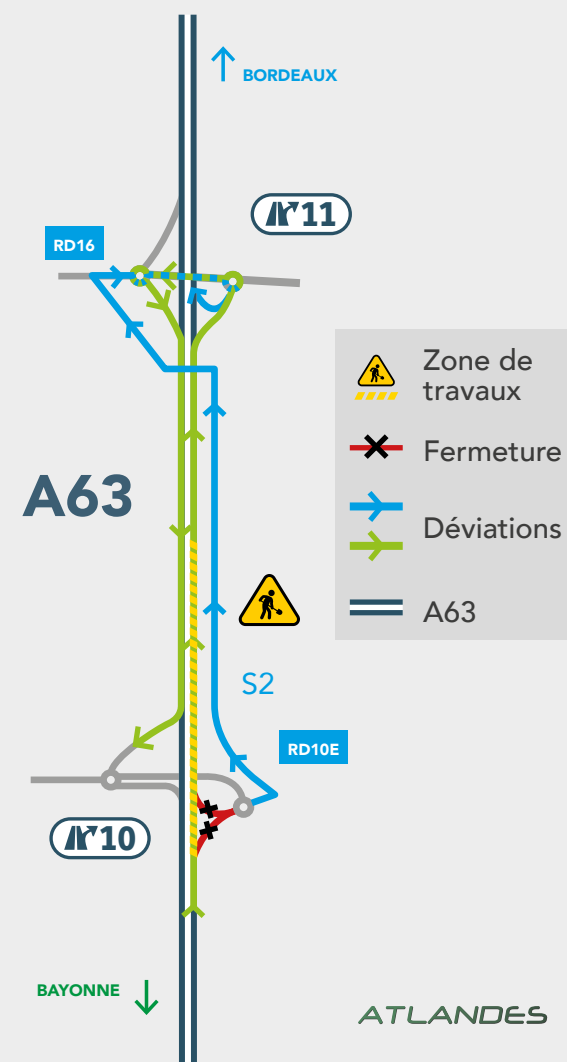 BORDEAUX
11
RD16
Zone de
travaux
Fermeture
A63
Déviations
A63
S2
RD10E
10
BAYONNE
ATLANDES